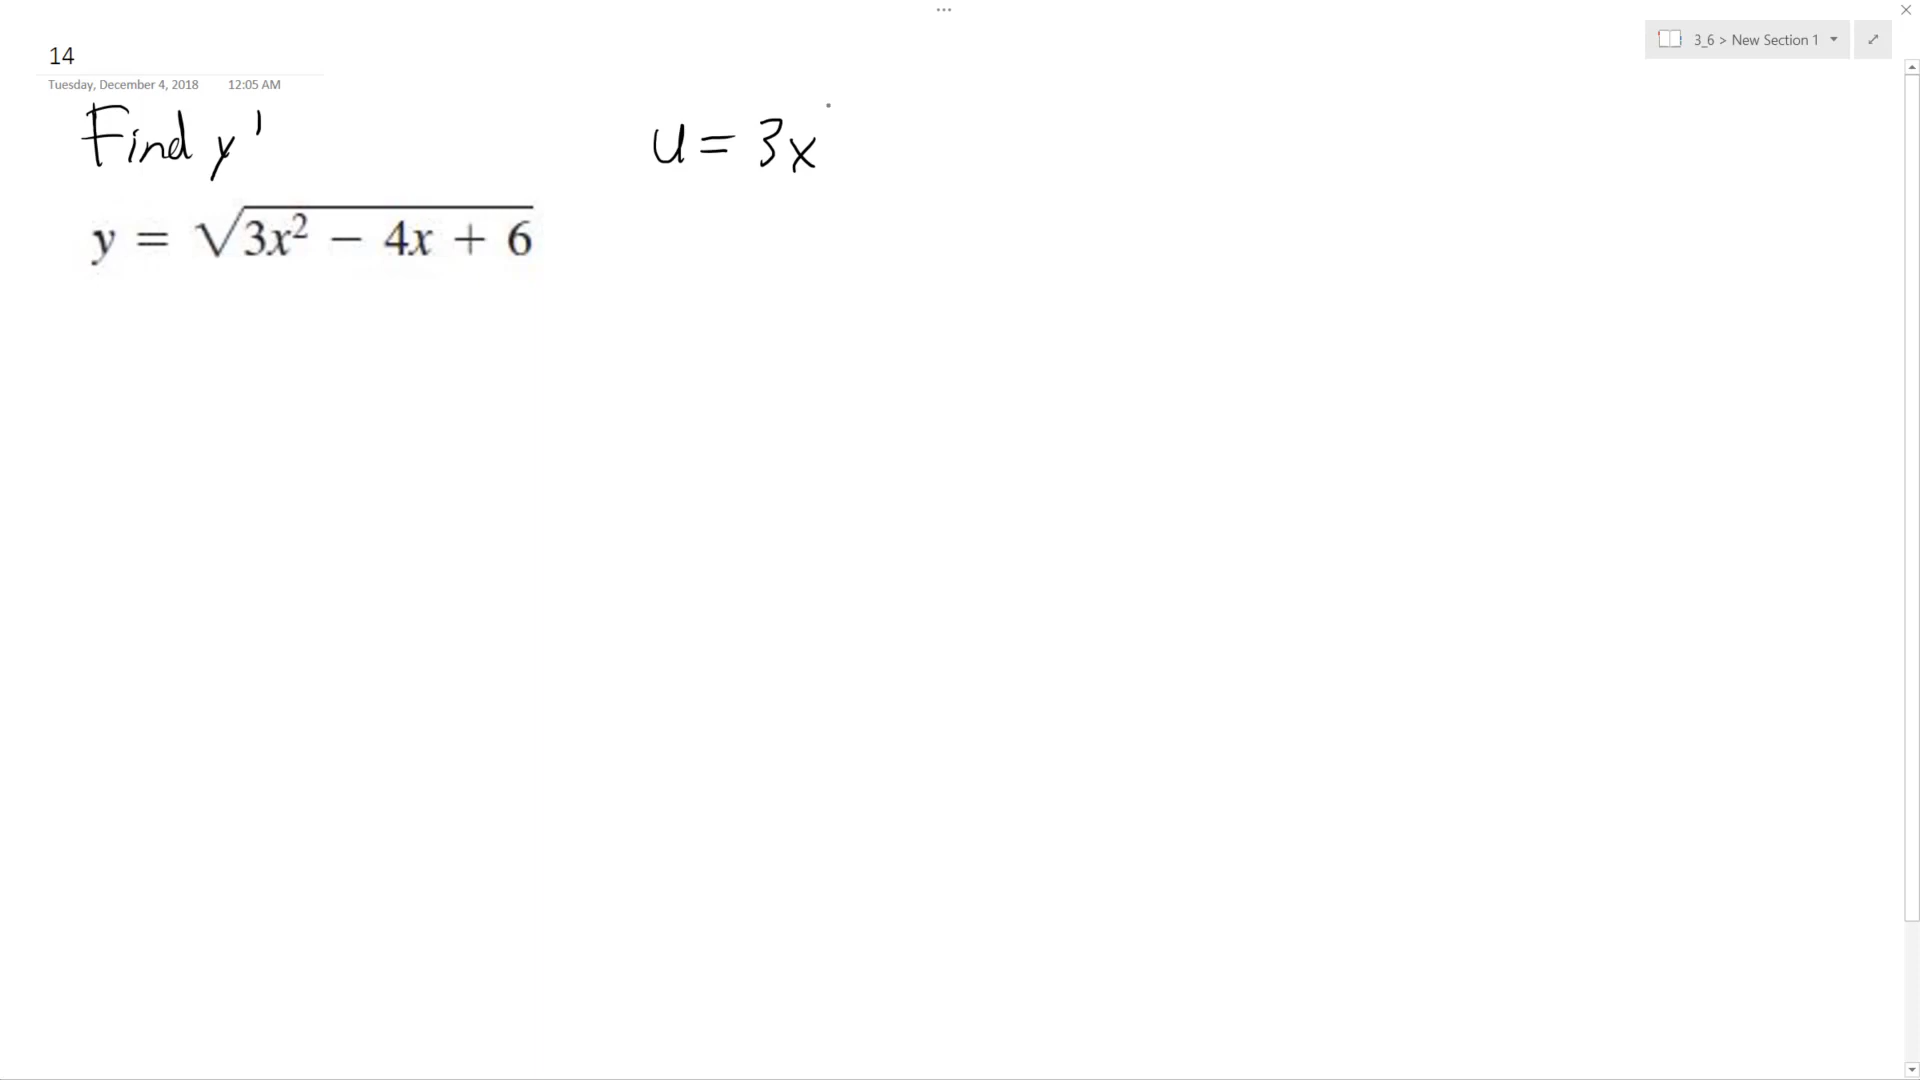 ...
14
3_6 > New Section 1
Tuesday, December 4, 2018 12:05 AM
Find y'
u = 3x
y = √(3x² − 4x + 6)